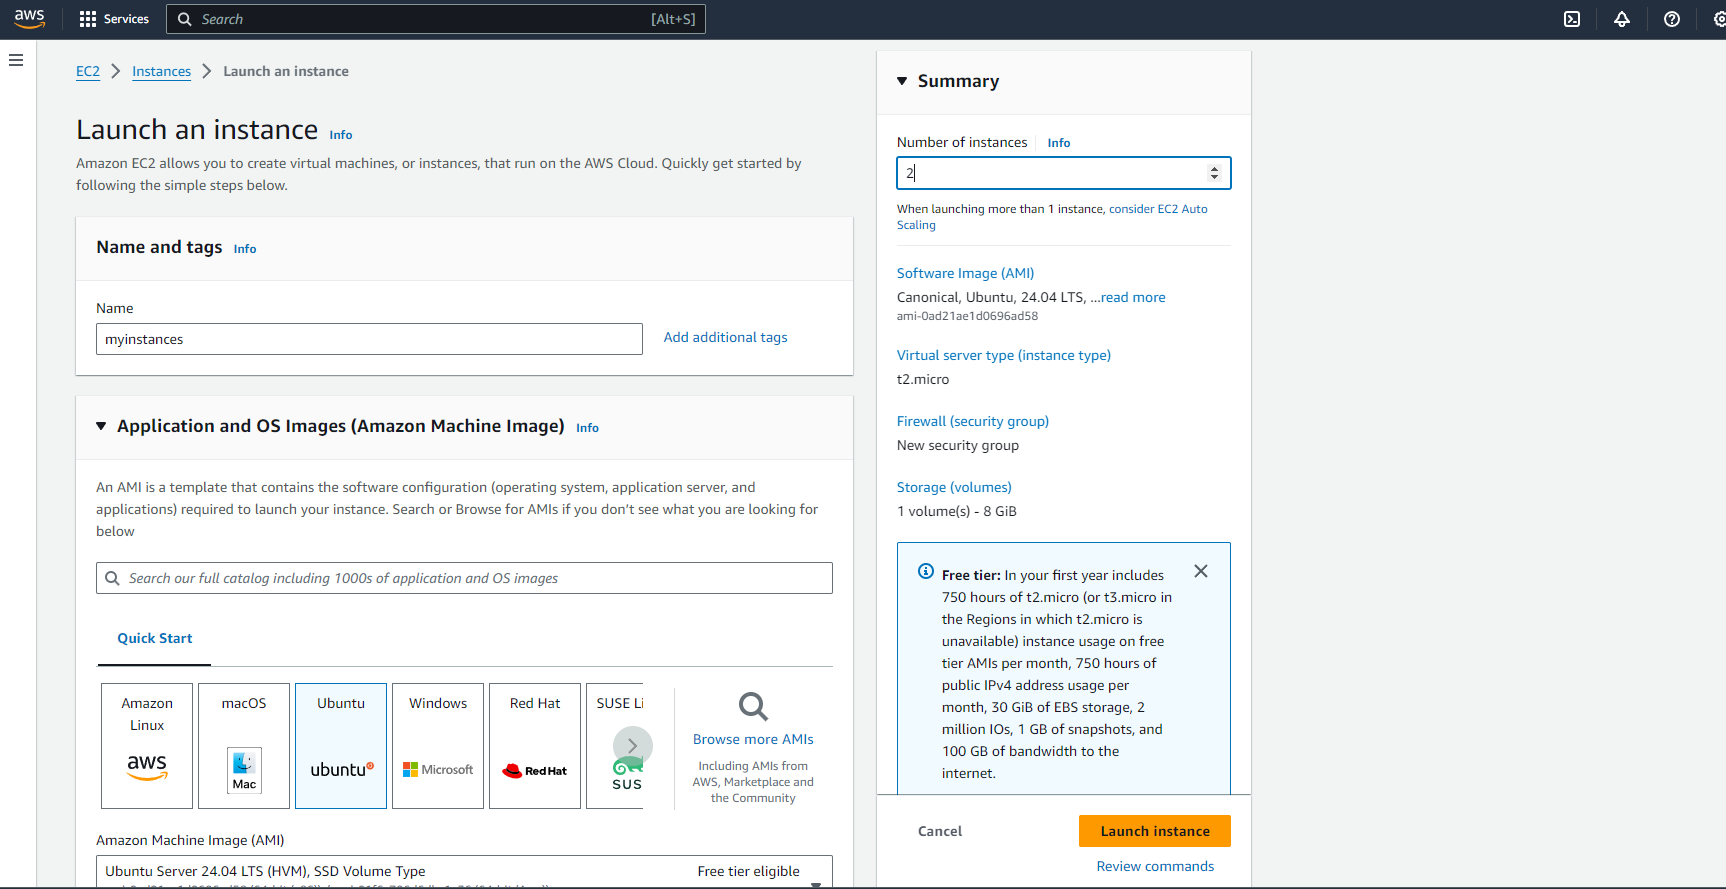 aws
Services
Search [Alt+S]
EC2 > Instances > Launch an instance
Launch an instance Info
Amazon EC2 allows you to create virtual machines, or instances, that run on the AWS Cloud. Quickly get started by
following the simple steps below.
Name and tags Info
Name
myinstances
Add additional tags
Application and OS Images (Amazon Machine Image) Info
An AMI is a template that contains the software configuration (operating system, application server, and
applications) required to launch your instance. Search or Browse for AMIs if you don’t see what you are looking for
below
Search our full catalog including 1000s of application and OS images
Quick Start
Amazon
Linux
aws
macOS
Mac
Ubuntu
ubuntu
Windows
Microsoft
Red Hat
Red Hat
SUSE Li
SUS
Browse more AMIs
Including AMIs from
AWS, Marketplace and
the Community
Amazon Machine Image (AMI)
Ubuntu Server 24.04 LTS (HVM), SSD Volume Type
Free tier eligible
Summary
Number of instances Info
2
When launching more than 1 instance, consider EC2 Auto
Scaling
Software Image (AMI)
Canonical, Ubuntu, 24.04 LTS, ...read more
ami-0ad21ae1d0696ad58
Virtual server type (instance type)
t2.micro
Firewall (security group)
New security group
Storage (volumes)
1 volume(s) - 8 GiB
Free tier: In your first year includes
750 hours of t2.micro (or t3.micro in
the Regions in which t2.micro is
unavailable) instance usage on free
tier AMIs per month, 750 hours of
public IPv4 address usage per
month, 30 GiB of EBS storage, 2
million IOs, 1 GB of snapshots, and
100 GB of bandwidth to the
internet.
Cancel
Launch instance
Review commands